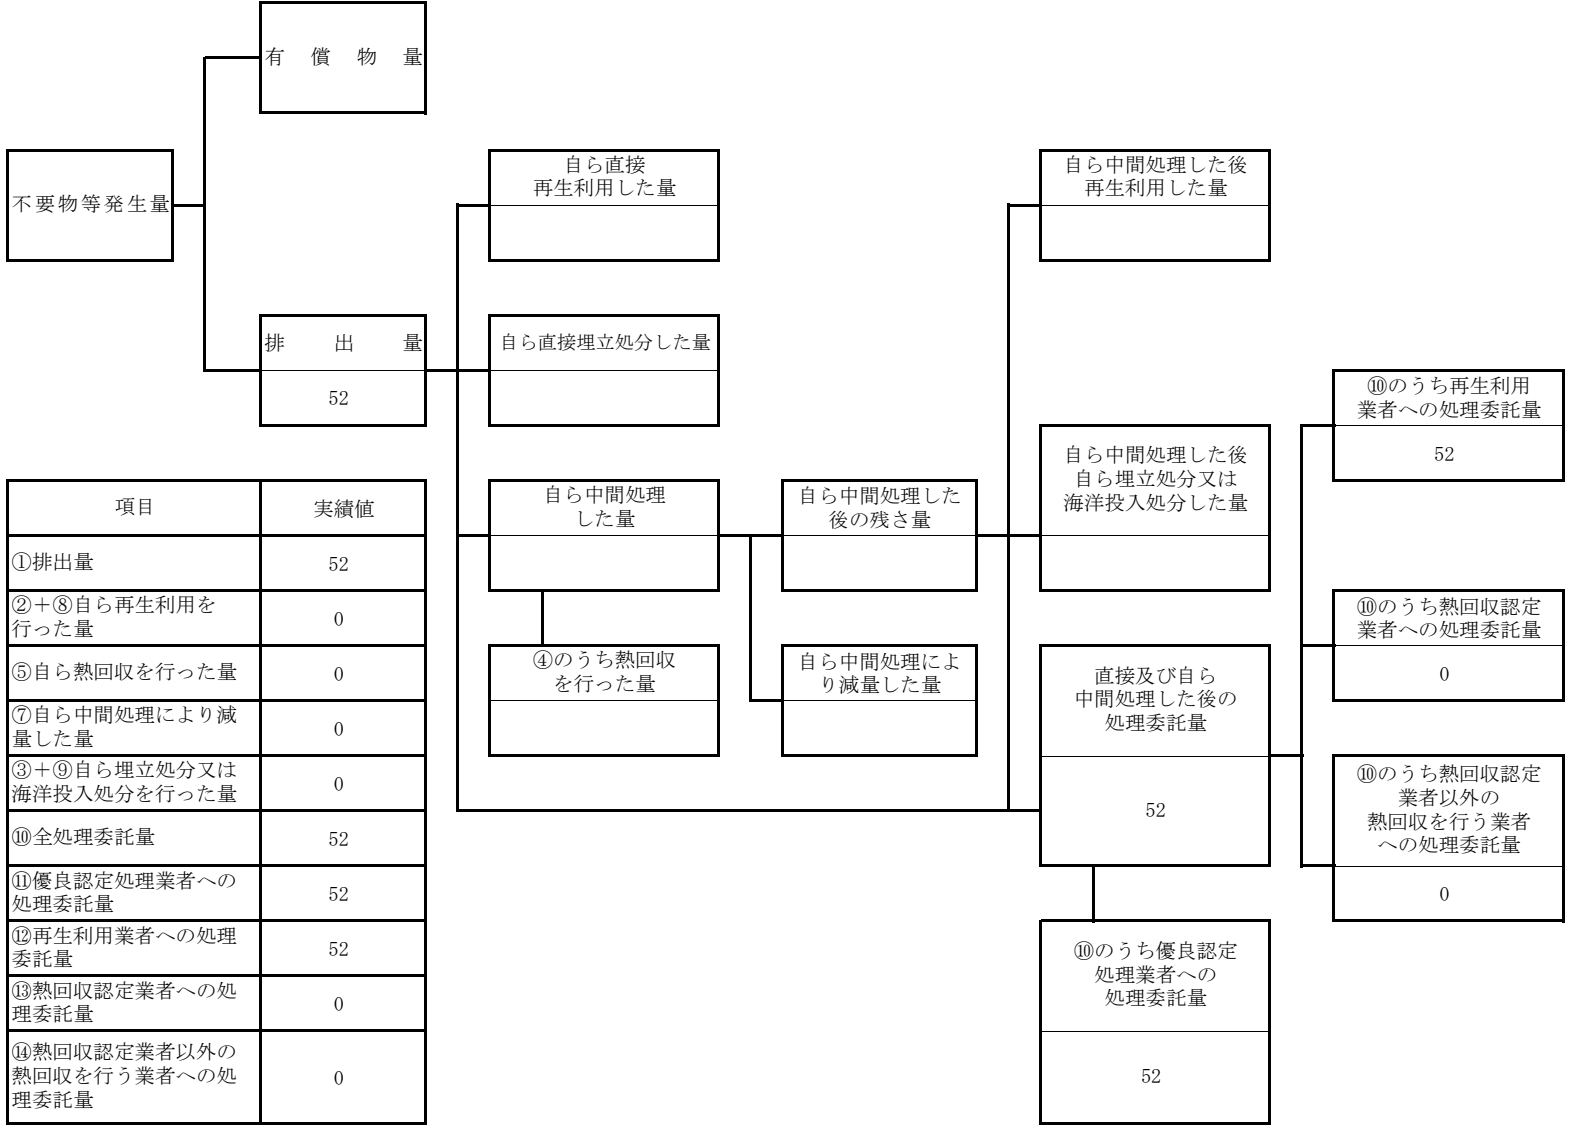 有償物量
不要物等発生量
自ら直接
再生利用した量
自ら中間処理した後
再生利用した量
排出量
52
自ら直接埋立処分した量
⑩のうち再生利用
業者への処理委託量
52
自ら中間処理した後
自ら埋立処分又は
海洋投入処分した量
自ら中間処理
した量
自ら中間処理した
後の残さ量
⑩のうち熱回収認定
業者への処理委託量
0
④のうち熱回収
を行った量
自ら中間処理によ
り減量した量
直接及び自ら
中間処理した後の
処理委託量
52
⑩のうち熱回収認定
業者以外の
熱回収を行う業者
への処理委託量
0
⑩のうち優良認定
処理業者への
処理委託量
52
項目 実績値
①排出量 52
②＋⑧自ら再生利用を
行った量 0
⑤自ら熱回収を行った量 0
⑦自ら中間処理により減
量した量 0
③＋⑨自ら埋立処分又は
海洋投入処分を行った量 0
⑩全処理委託量 52
⑪優良認定処理業者への
処理委託量 52
⑫再生利用業者への処理
委託量 52
⑬熱回収認定業者への処
理委託量 0
⑭熱回収認定業者以外の
熱回収を行う業者への処
理委託量 0